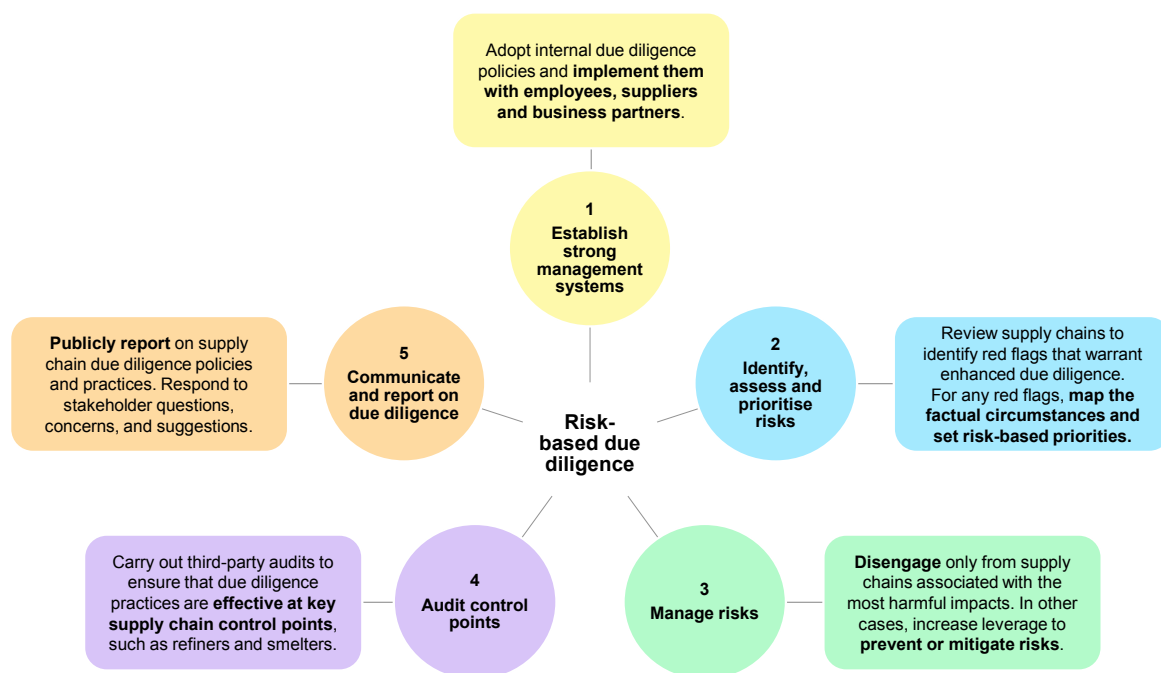 Adopt internal due diligence
policies and implement them
with employees, suppliers
and business partners.
1
Establish
strong
management
systems
Risk-
based due
diligence
2
Identify,
assess and
prioritise
risks
Review supply chains to
identify red flags that warrant
enhanced due diligence.
For any red flags, map the
factual circumstances and
set risk-based priorities.
3
Manage risks
Disengage only from supply
chains associated with the
most harmful impacts. In other
cases, increase leverage to
prevent or mitigate risks.
4
Audit control
points
Carry out third-party audits to
ensure that due diligence
practices are effective at key
supply chain control points,
such as refiners and smelters.
5
Communicate
and report on
due diligence
Publicly report on supply
chain due diligence policies
and practices. Respond to
stakeholder questions,
concerns, and suggestions.